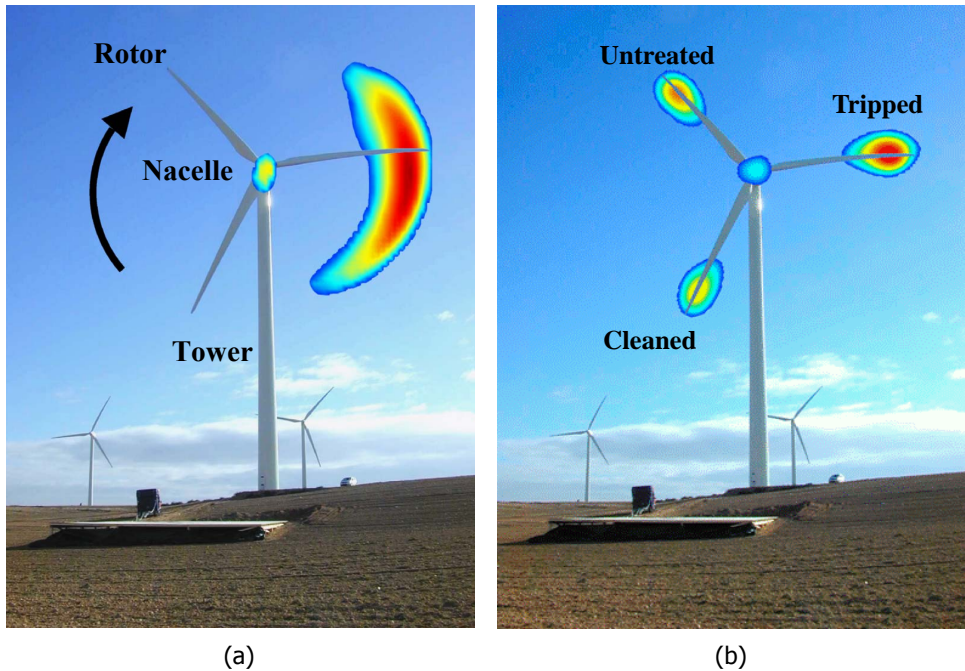 Rotor
Nacelle
Tower
Untreated
Tripped
Cleaned
(a)
(b)